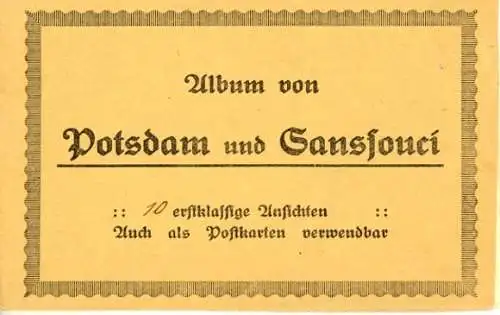 Album von
Potsdam und Sansſouci
:: 10 erſtklaſſige Anſichten ::
Auch als Poſtkarten verwendbar